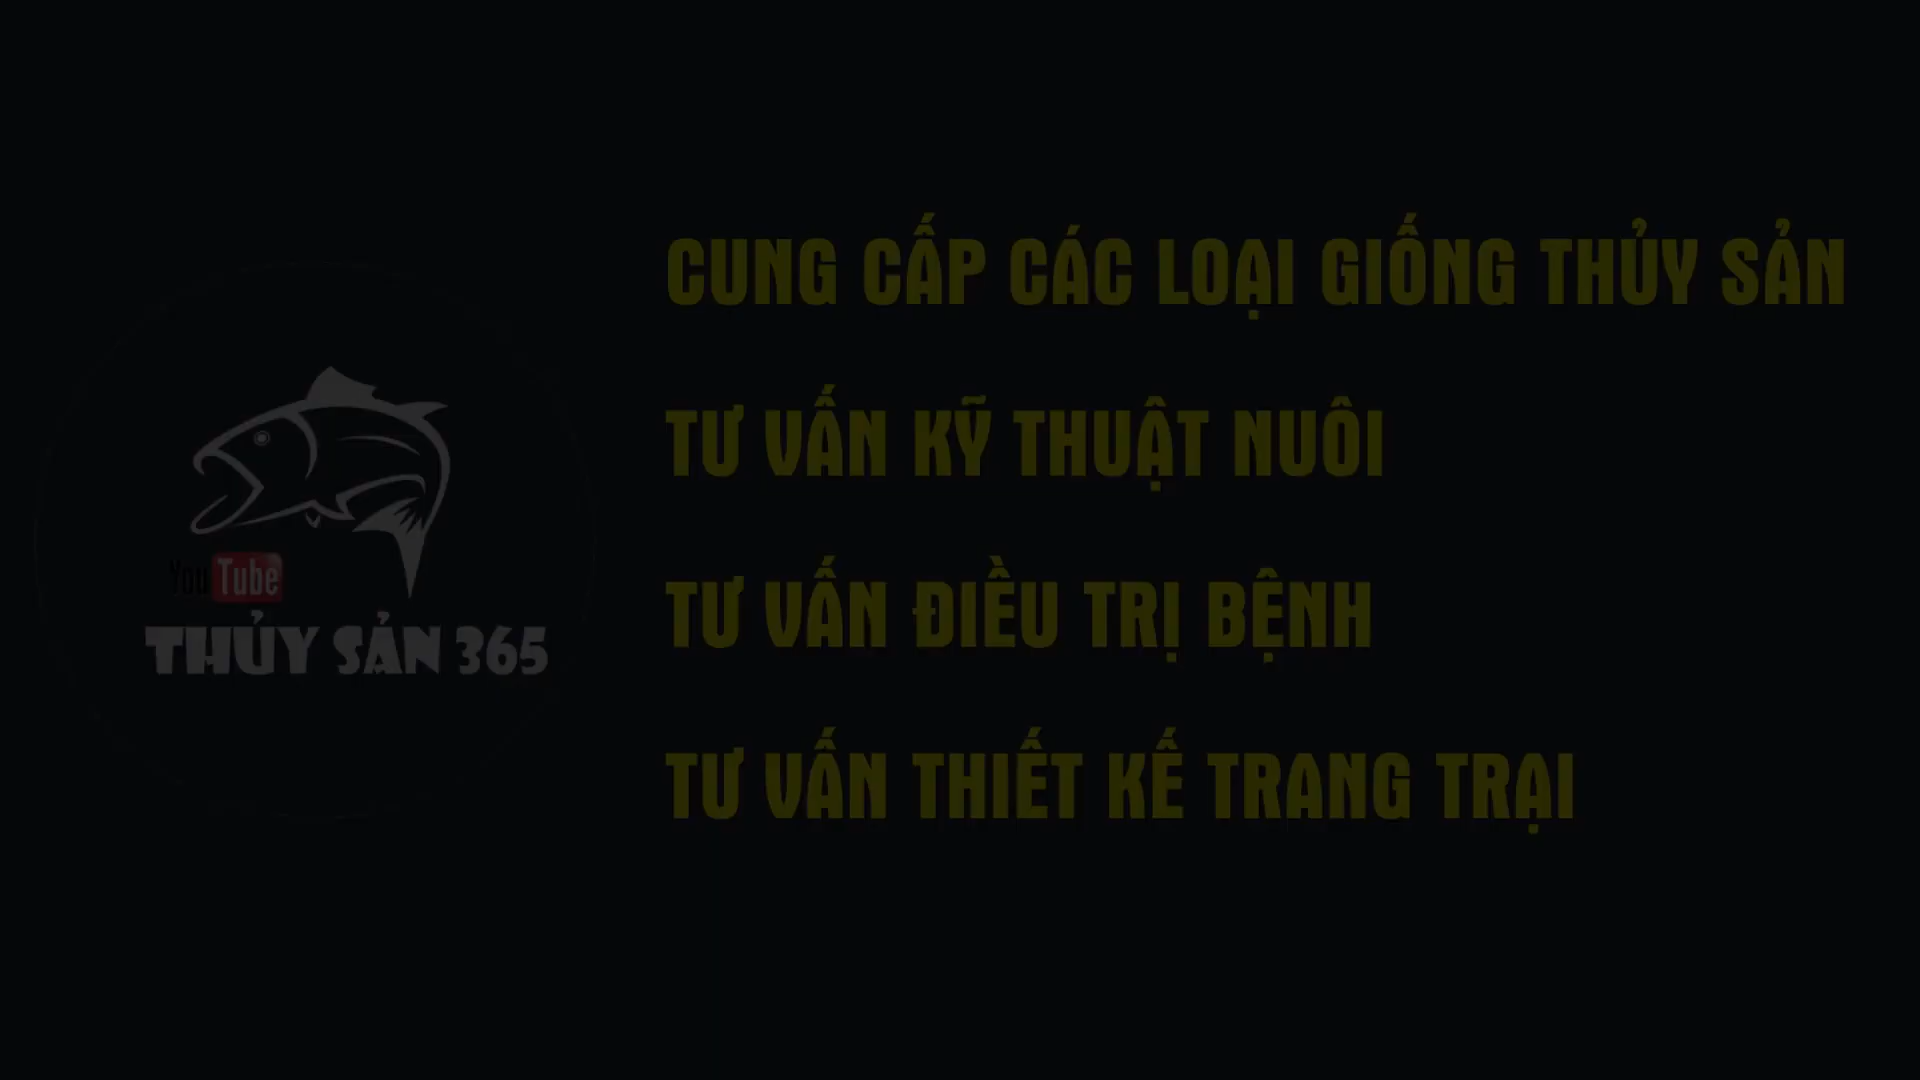 CUNG CẤP CÁC LOẠI GIỐNG THỦY SẢN
TƯ VẤN KỸ THUẬT NUÔI
TƯ VẤN ĐIỀU TRỊ BỆNH
TƯ VẤN THIẾT KẾ TRANG TRẠI
YouTube
THỦY SẢN 365